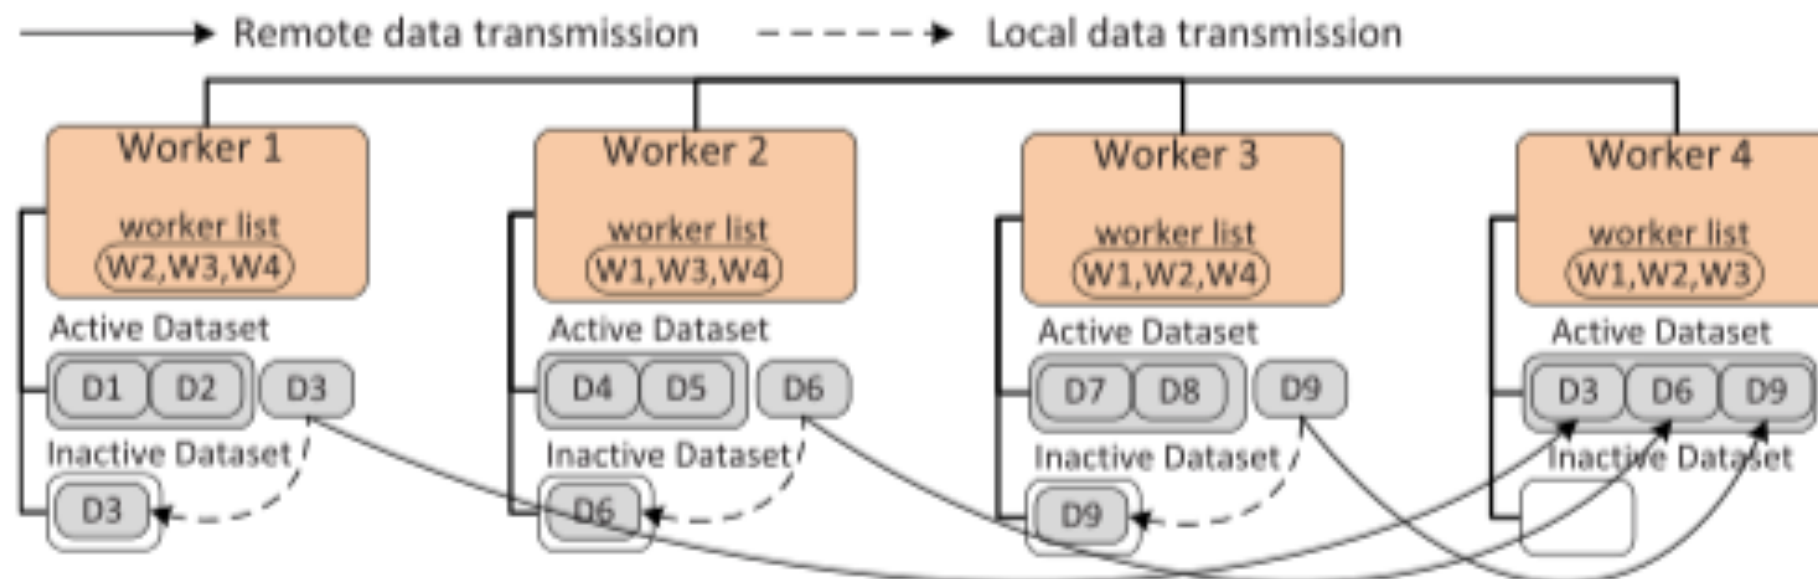 Remote data transmission Local data transmission
Worker 1 Worker 2 Worker 3 Worker 4
worker list worker list worker list worker list
W2,W3,W4 W1,W3,W4 W1,W2,W4 W1,W2,W3
Active Dataset Active Dataset Active Dataset Active Dataset
D1 D2 D3 D4 D5 D6 D7 D8 D9 D3 D6 D9
Inactive Dataset Inactive Dataset Inactive Dataset Inactive Dataset
D3 D6 D9